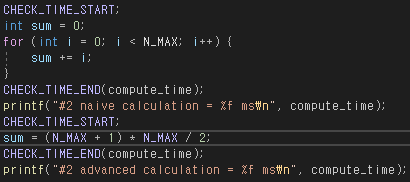 CHECK_TIME_START;
int sum = 0;
for (int i = 0; i < N_MAX; i++) {
    sum += i;
}
CHECK_TIME_END(compute_time);
printf("#2 naive calculation = %f ms₩n", compute_time);
CHECK_TIME_START;
sum = (N_MAX + 1) * N_MAX / 2;
CHECK_TIME_END(compute_time);
printf("#2 advanced calculation = %f ms₩n", compute_time);